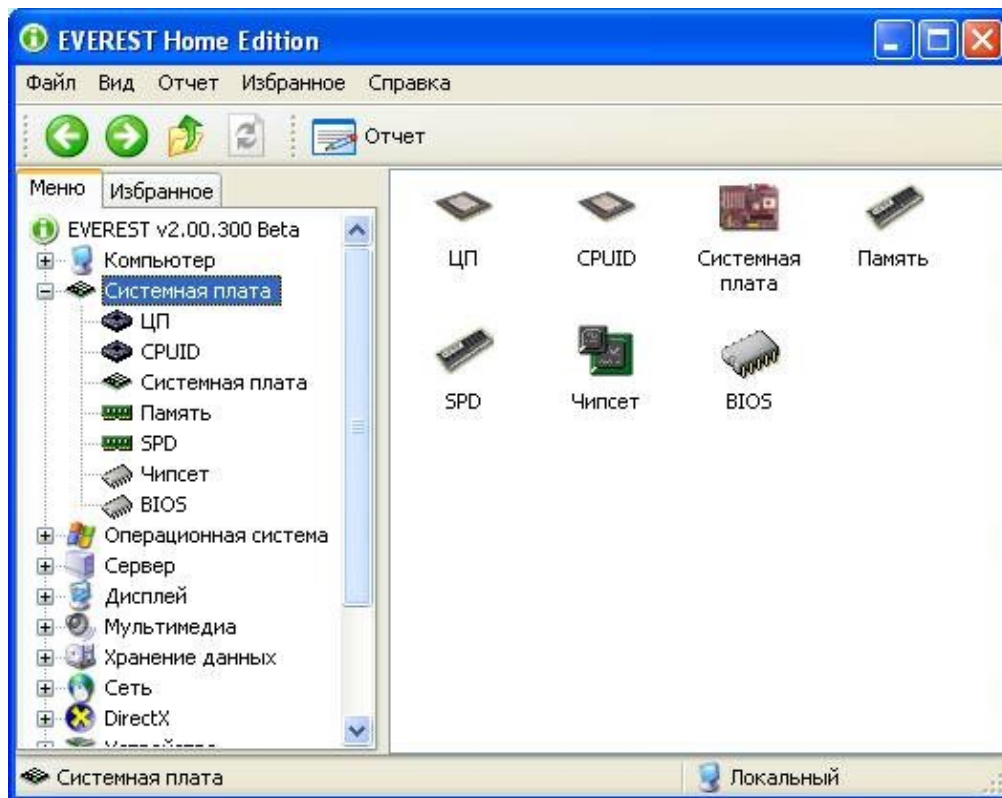 EVEREST Home Edition
Файл Вид Отчет Избранное Справка
Отчет
Меню Избранное
EVEREST v2.00.300 Beta
Компьютер
Системная плата
ЦП
CPUID
Системная плата
Память
SPD
Чипсет
BIOS
Операционная система
Сервер
Дисплей
Мультимедиа
Хранение данных
Сеть
DirectX
ЦП CPUID Системная плата Память
SPD Чипсет BIOS
Системная плата Локальный